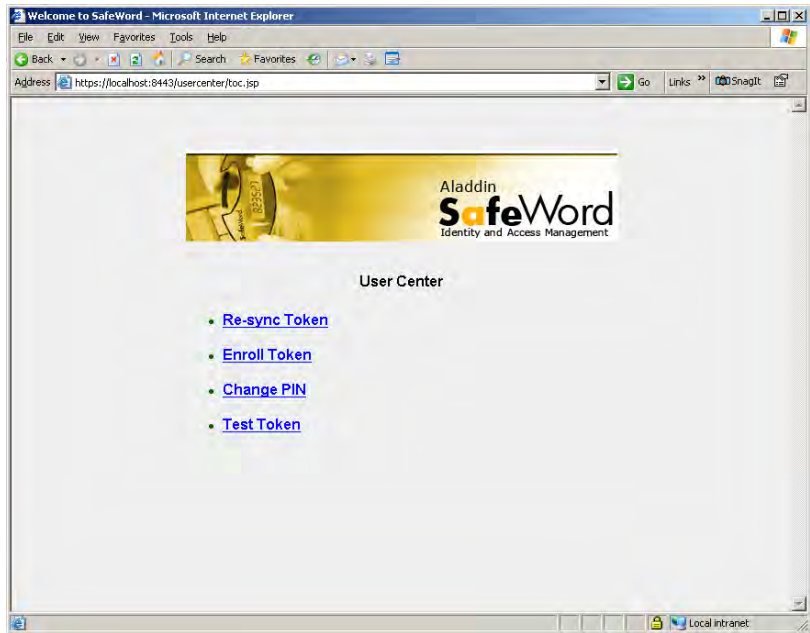 Welcome to SafeWord - Microsoft Internet Explorer
File Edit View Favorites Tools Help
Back Search Favorites
Address https://localhost:8443/usercenter/toc.jsp Go Links » SnagIt
823527
SafeWord
Aladdin
SafeWord
Identity and Access Management
User Center
• Re-sync Token
• Enroll Token
• Change PIN
• Test Token
Local intranet